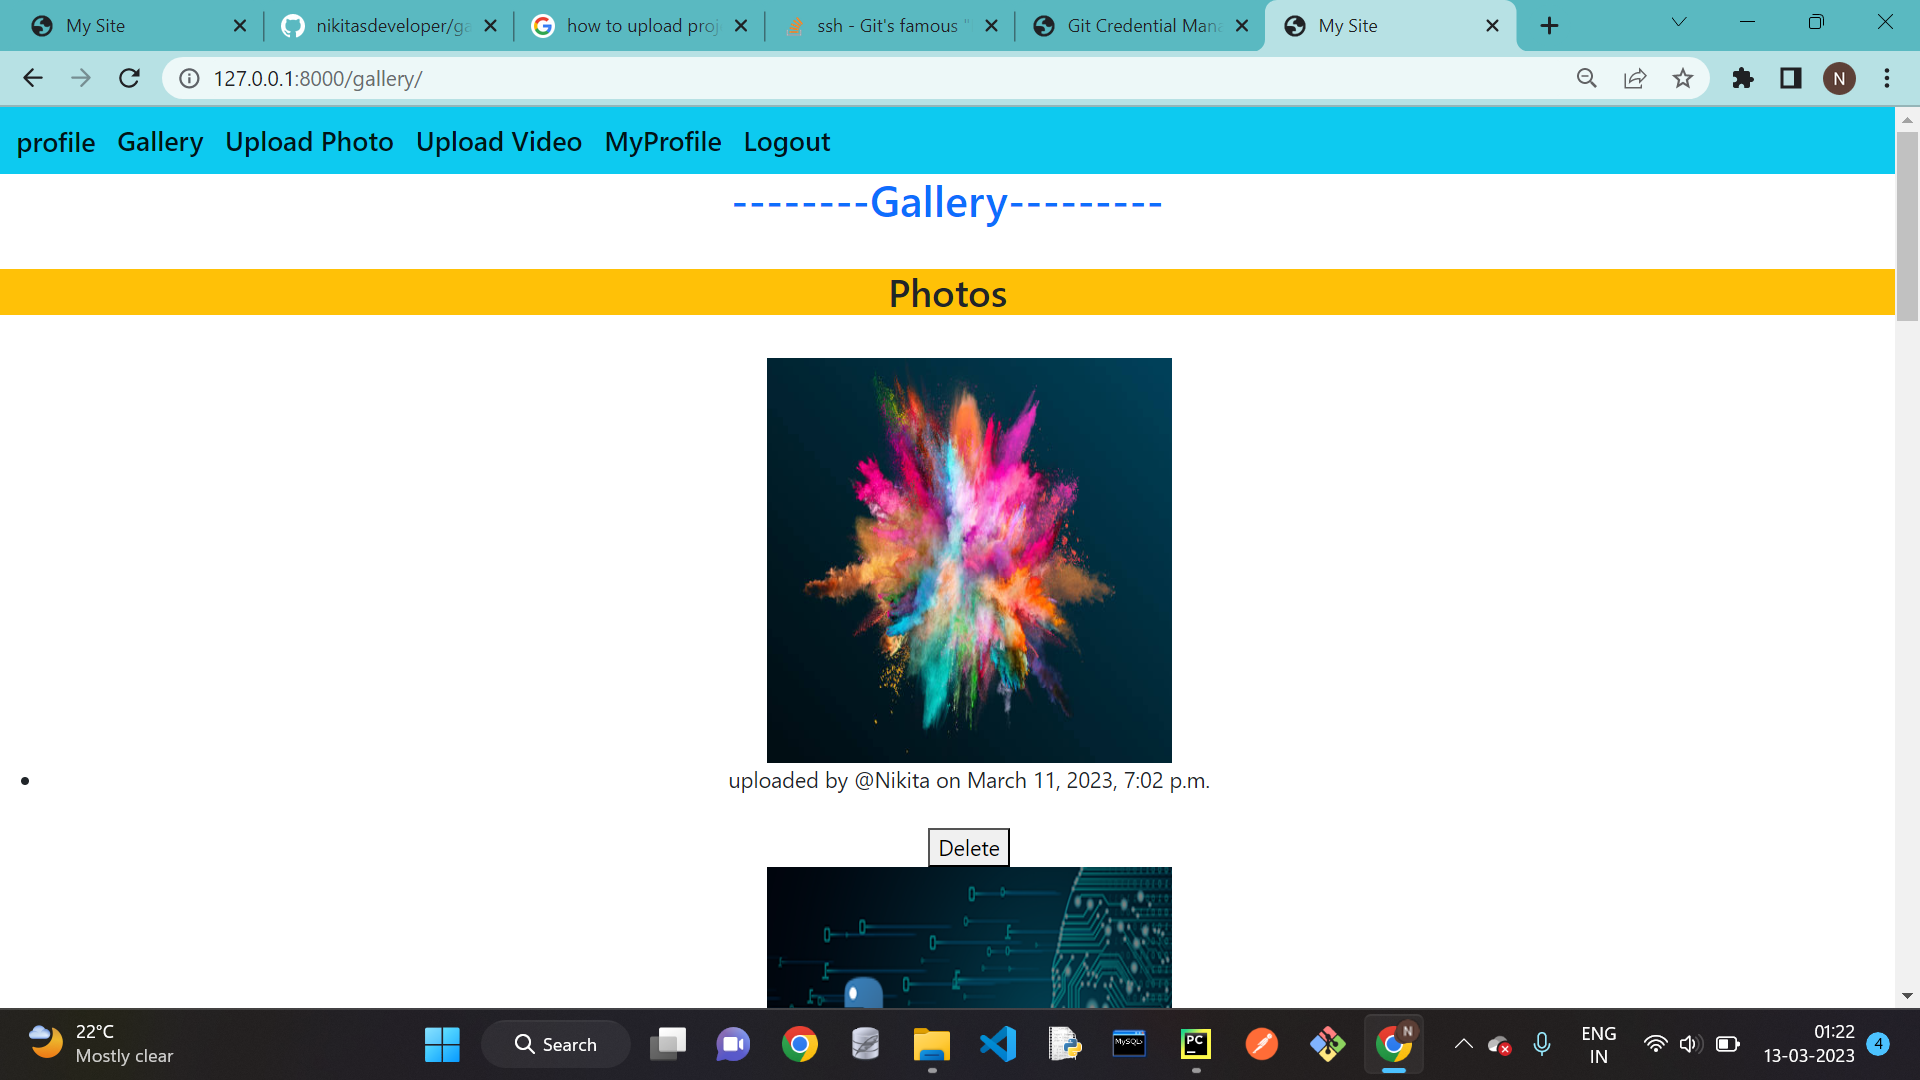 My Site
nikitasdeveloper/ga
how to upload proj
ssh - Git's famous "
Git Credential Mana
My Site
127.0.0.1:8000/gallery/
N
profile Gallery Upload Photo Upload Video MyProfile Logout
--------Gallery---------
Photos
uploaded by @Nikita on March 11, 2023, 7:02 p.m.
Delete
22°C
Mostly clear
Search
MySQL
PC
N
ENG
IN
01:22
13-03-2023
4